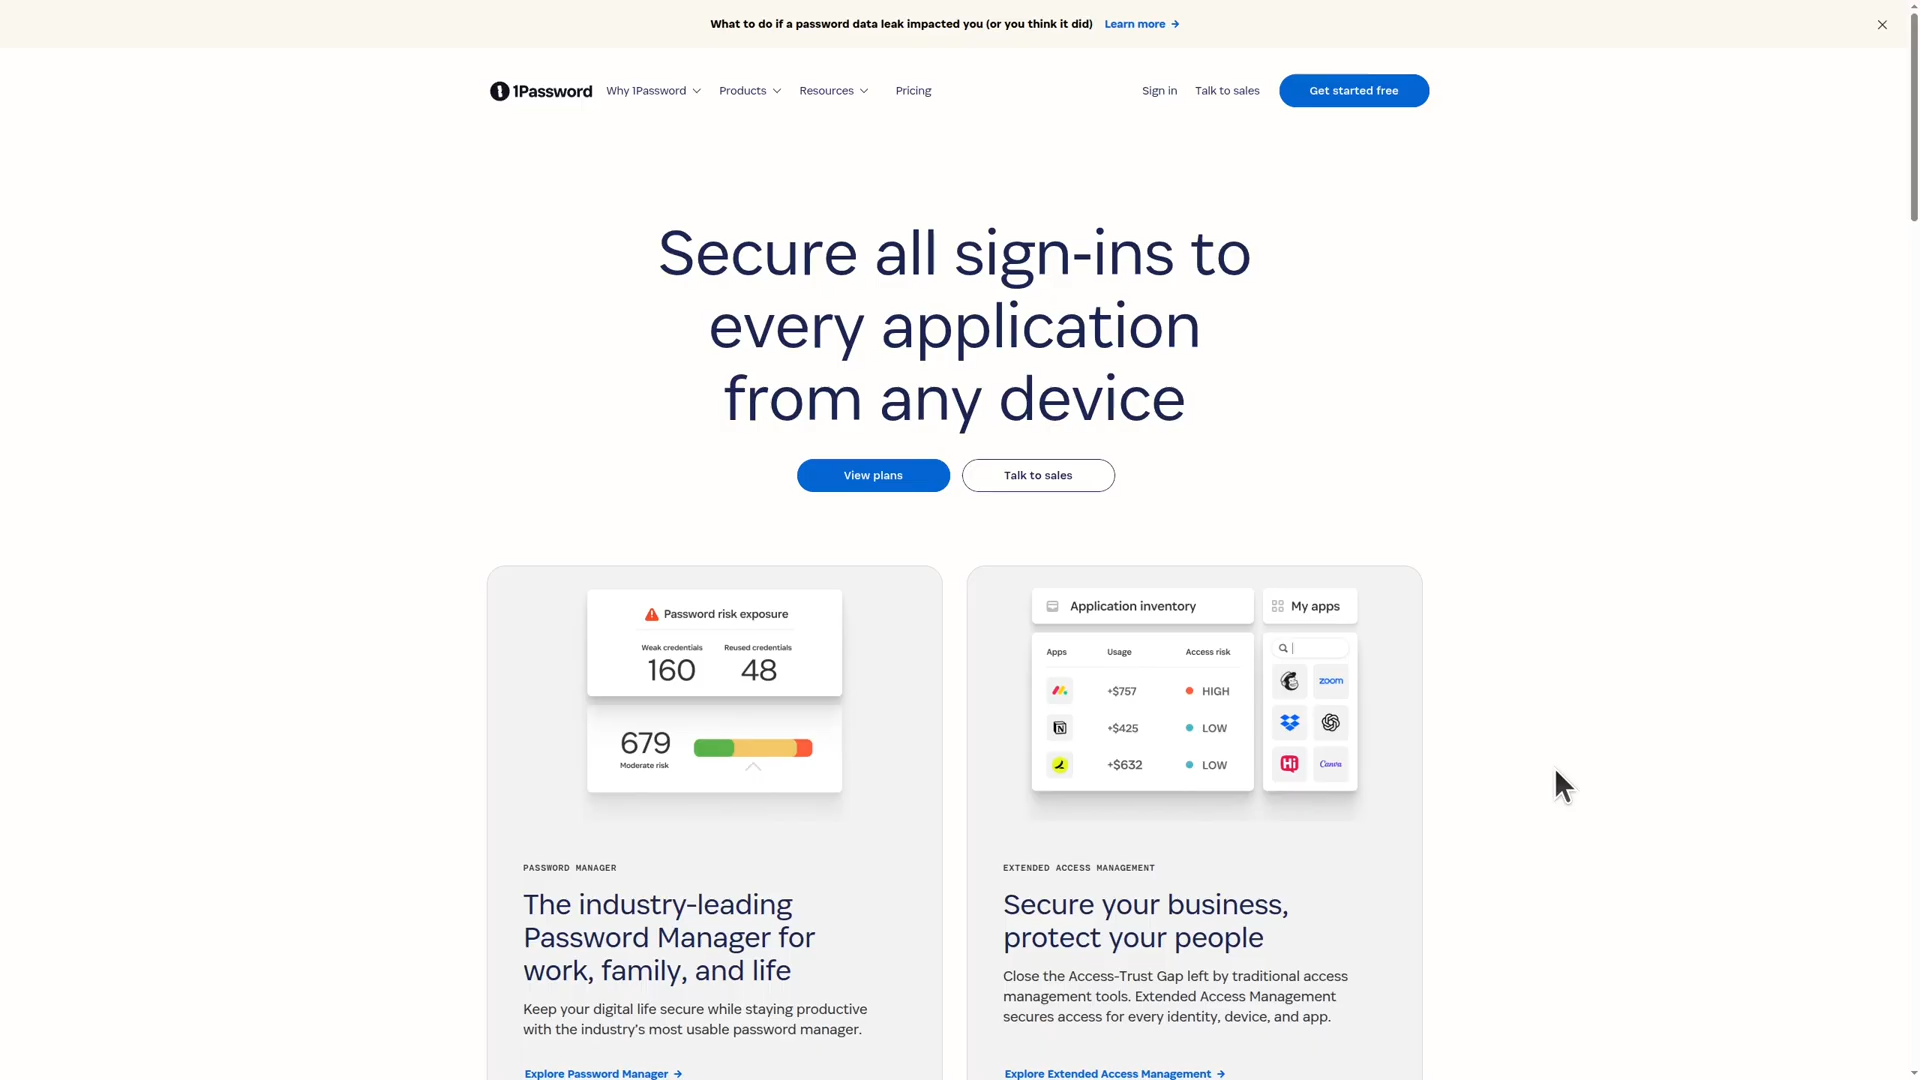 What to do if a password data leak impacted you (or you think it did) Learn more →
1Password Why 1Password Products Resources Pricing Sign in Talk to sales Get started free
Secure all sign-ins to
every application
from any device
View plans Talk to sales
Password risk exposure
Weak credentials Reused credentials
160 48
679
Moderate risk
Application inventory My apps
Apps Usage Access risk
+$757 HIGH
+$425 LOW
+$632 LOW
zoom
Hi Canva
PASSWORD MANAGER
The industry-leading
Password Manager for
work, family, and life
Keep your digital life secure while staying productive
with the industry's most usable password manager.
Explore Password Manager →
EXTENDED ACCESS MANAGEMENT
Secure your business,
protect your people
Close the Access-Trust Gap left by traditional access
management tools. Extended Access Management
secures access for every identity, device, and app.
Explore Extended Access Management →